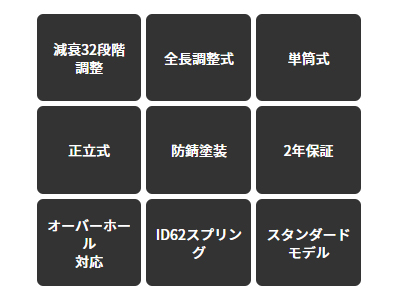 減衰32段階
調整
全長調整式
単筒式
正立式
防錆塗装
2年保証
オーバーホー
ル
対応
ID62スプリン
グ
スタンダード
モデル